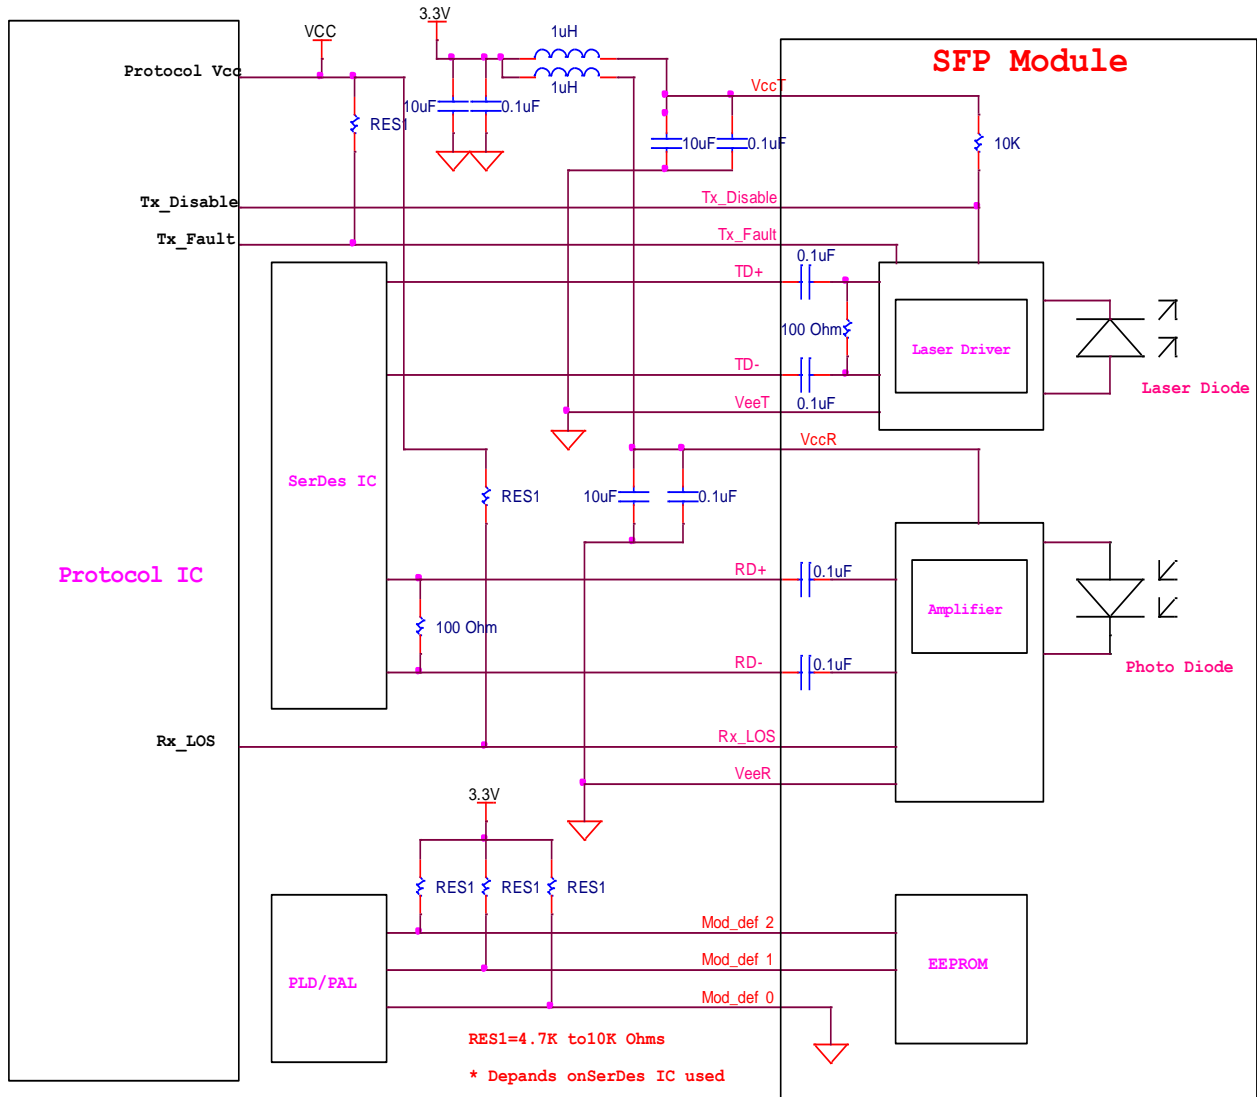 3.3V
VCC
1uH
SFP Module
Protocol Vcc
1uH
VccT
10uF
0.1uF
RES1
10uF
0.1uF
10K
Tx_Disable
Tx_Disable
Tx_Fault
Tx_Fault
0.1uF
TD+
100 Ohm
Laser Driver
TD-
Laser Diode
VeeT
0.1uF
VccR
SerDes IC
RES1
10uF
0.1uF
Protocol IC
RD+
0.1uF
Amplifier
100 Ohm
RD-
0.1uF
Photo Diode
Rx_LOS
Rx_LOS
VeeR
3.3V
RES1
RES1
RES1
Mod_def 2
Mod_def 1
EEPROM
PLD/PAL
Mod_def 0
RES1=4.7K to10K Ohms
* Depands onSerDes IC used